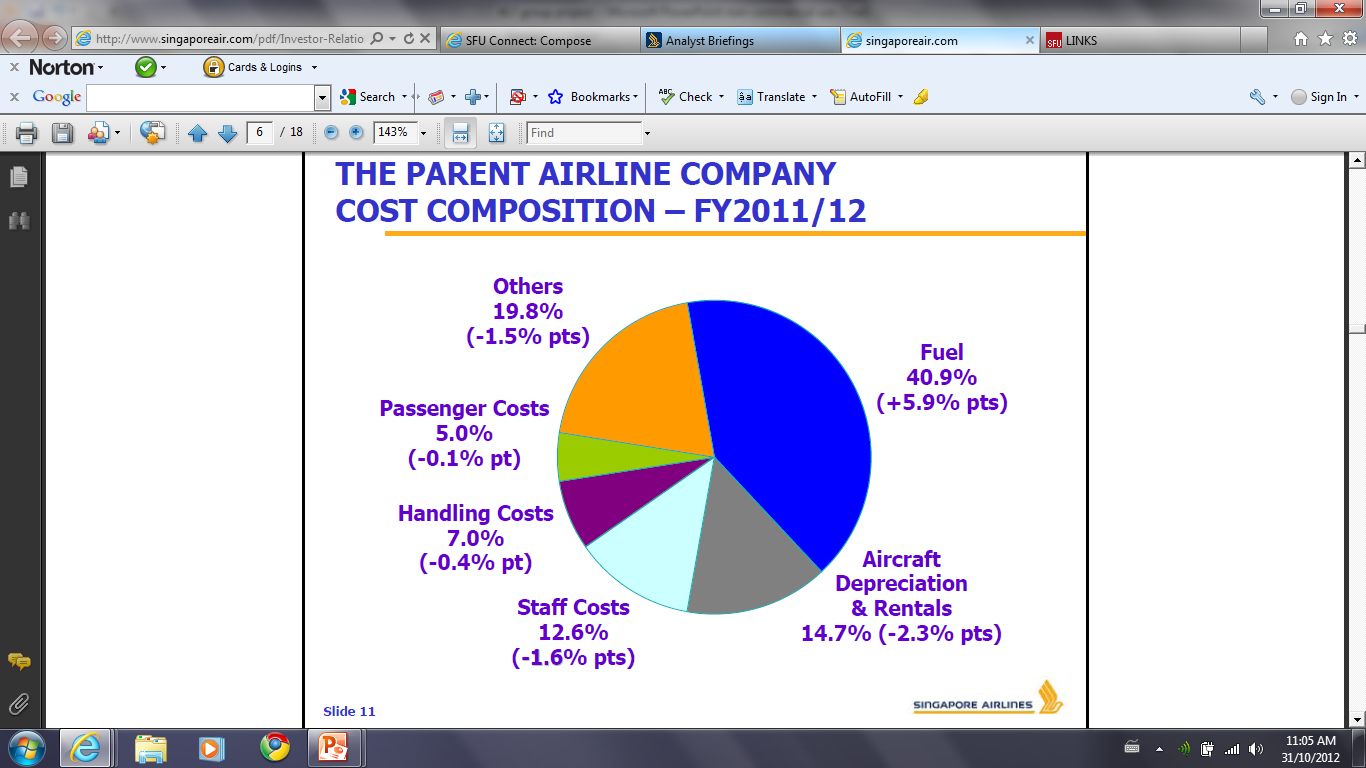 http://www.singaporeair.com/pdf/Investor-Relatio
SFU Connect: Compose
Analyst Briefings
singaporeair.com
SFU
LINKS
x Norton
Cards & Logins
x Google
Search
Bookmarks
ABC Check
Translate
AutoFill
Sign In
6 / 18
143%
Find
THE PARENT AIRLINE COMPANY
COST COMPOSITION – FY2011/12
Others
19.8%
(-1.5% pts)
Fuel
40.9%
(+5.9% pts)
Passenger Costs
5.0%
(-0.1% pt)
Handling Costs
7.0%
(-0.4% pt)
Aircraft
Depreciation
& Rentals
14.7% (-2.3% pts)
Staff Costs
12.6%
(-1.6% pts)
Slide 11
SINGAPORE AIRLINES
11:05 AM
31/10/2012